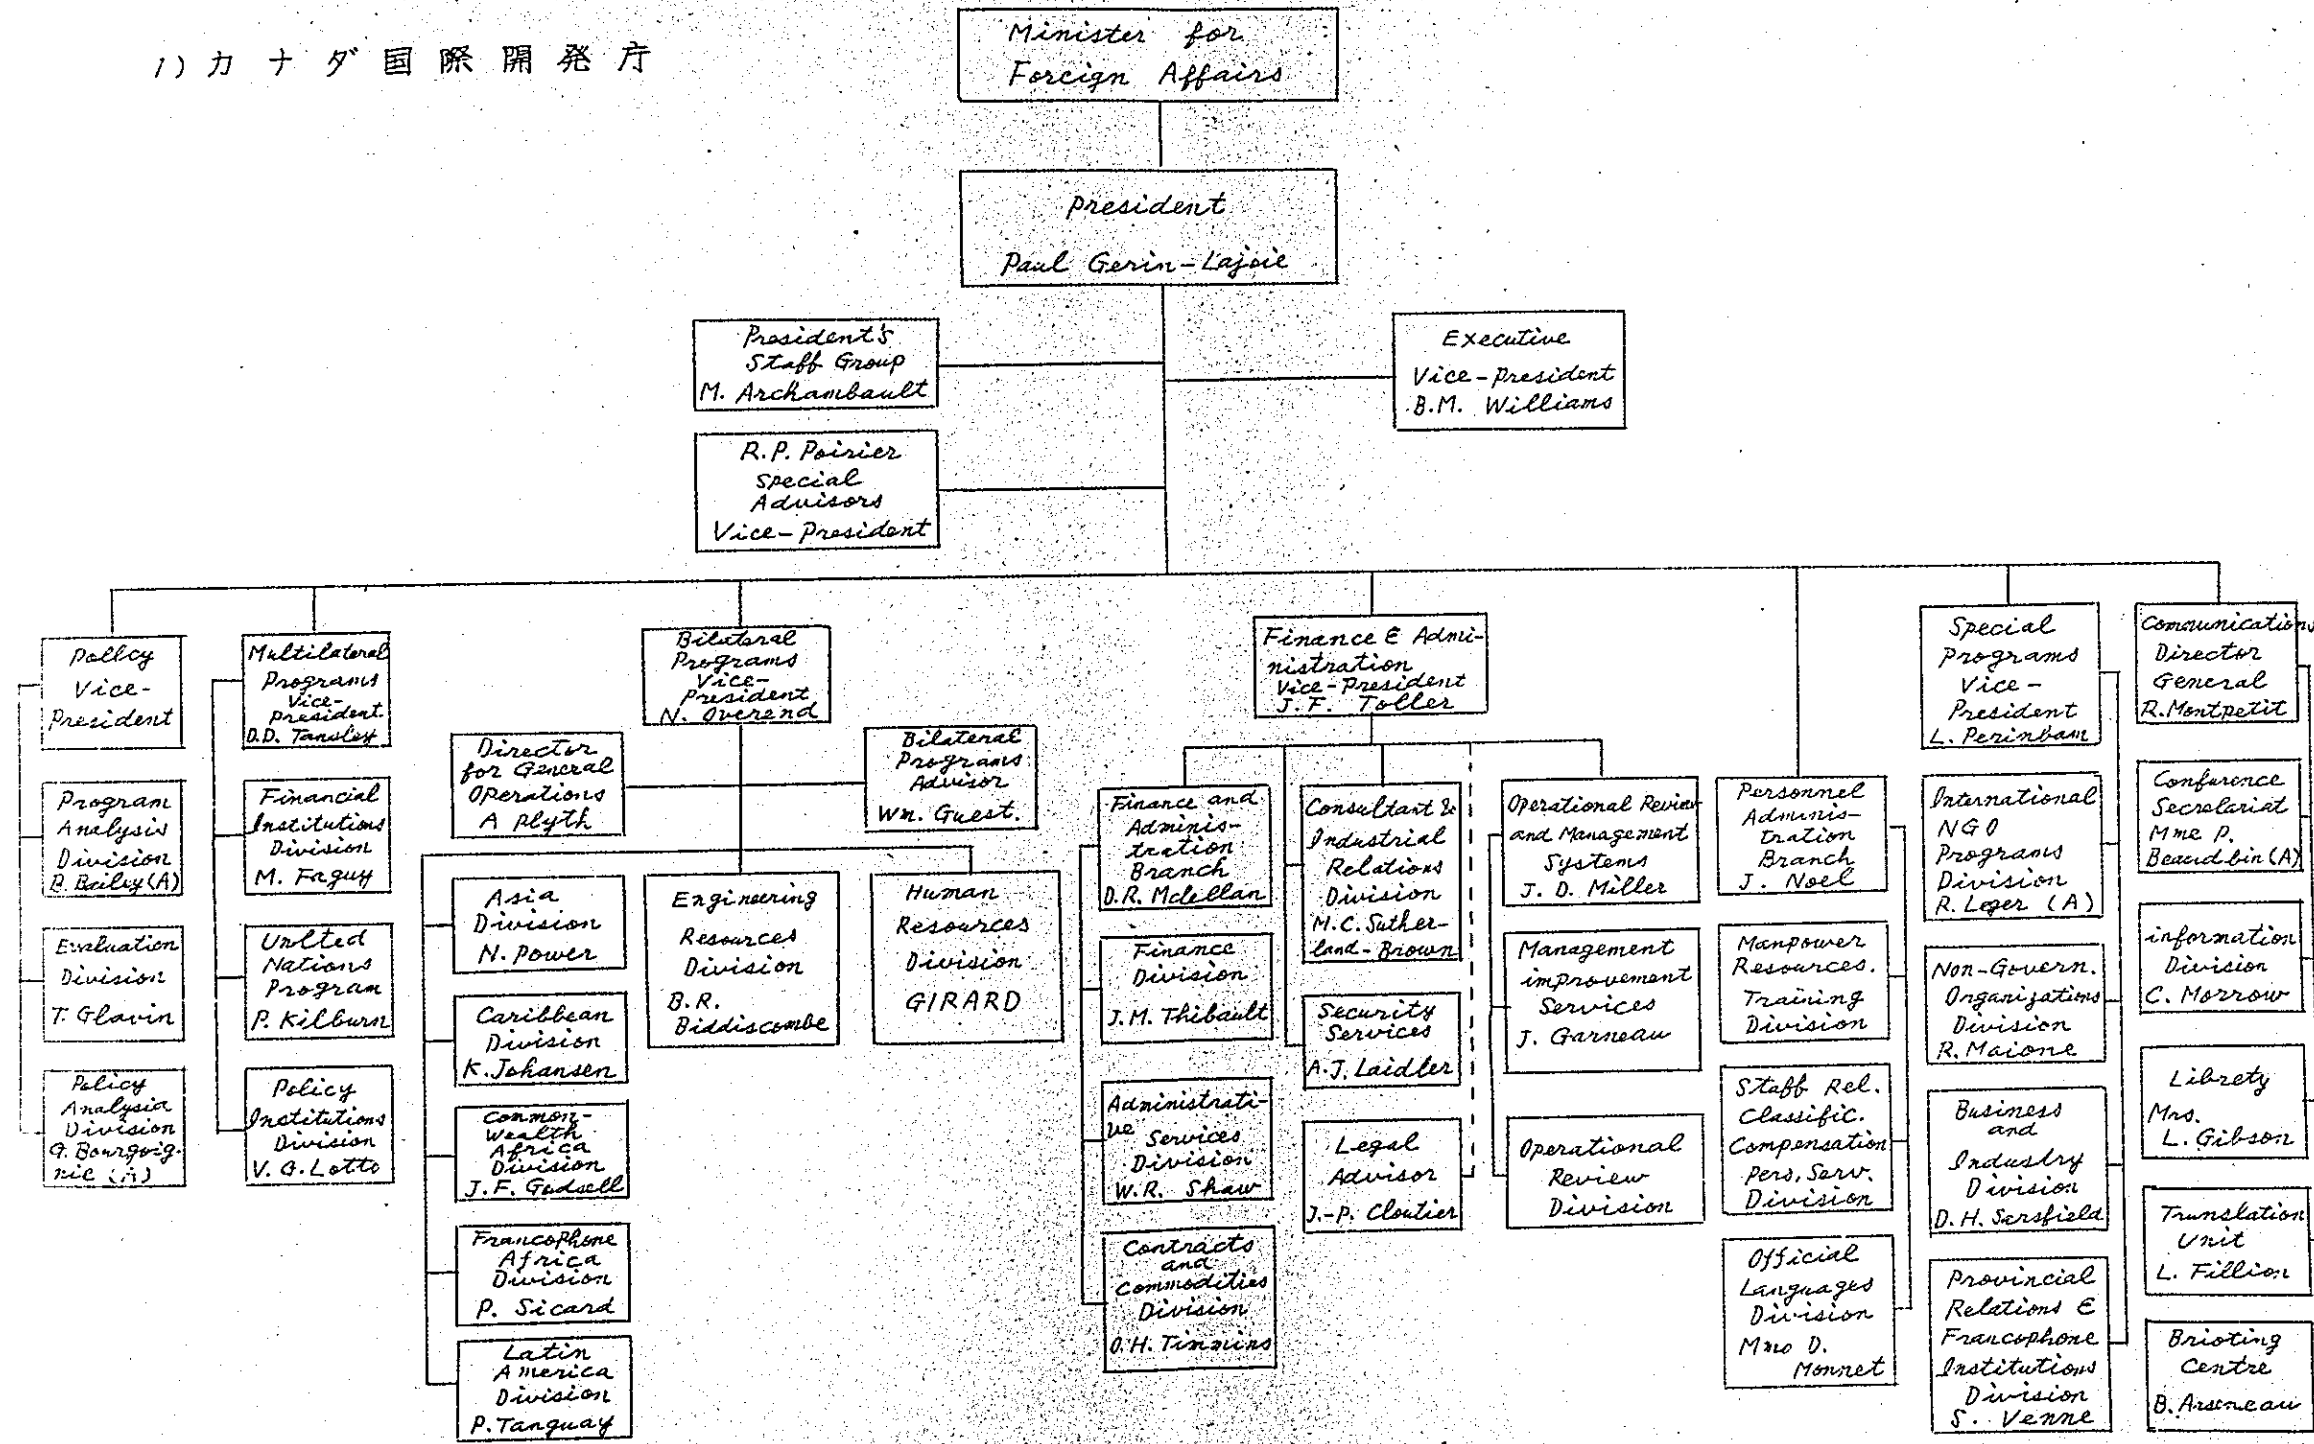 1) カナダ国際開発庁
Minister for
Foreign Affairs
President
Paul Gerin-Lajoie
President's
Staff Group
M. Archambault
Executive
Vice-President
B.M. Williams
R.P. Poirier
Special
Advisors
Vice-President
Policy
Vice-
President
Program
Analysis
Division
B. Baily (A)
Evaluation
Division
T. Glavin
Policy
Analysia
Division
G. Bourgoig-
nie (A)
Multilateral
Programs
Vice-
President
D.D. Tansley
Financial
Institutions
Division
M. Faguy
United
Nations
Program
P. Kilburn
Policy
Institutions
Division
V. G. Lotto
Bilateral
Programs
Vice-
President
N. Overend
Director
for General
Operations
A Plyth
Bilateral
Programs
Advisor
Wm. Guest.
Asia
Division
N. Power
Caribbean
Division
K. Johansen
Common-
Wealth
Africa
Division
J.F. Godsell
Francophone
Africa
Division
P. Sicard
Latin
America
Division
P. Tanguay
Engineering
Resources
Division
B.R.
Biddiscombe
Human
Resources
Division
GIRARD
Finance & Admi-
nistration
Vice-President
J.F. Toller
Finance and
Adminis-
tration
Branch
D.R. Mclellan
Finance
Division
J.M. Thibault
Administrati-
ve Services
Division
W.R. Shaw
Contracts
and
Commodities
Division
O.H. Timmins
Consultant &
Industrial
Relations
Division
M.C. Suther-
land-Brown
Security
Services
A.J. Laidler
Legal
Advisor
J.-P. Cloutier
Operational Review
and Management
Systems
J. D. Miller
Management
improvement
Services
J. Garneau
Operational
Review
Division
Personnel
Adminis-
tration
Branch
J. Noel
Manpower
Resources.
Training
Division
Staff Rel.
Classific.
Compensation
Pers. Serv.
Division
Official
Languages
Division
Mmo D.
Monnet
Special
Programs
Vice-
President
L. Perinbam
International
NGO
Programs
Division
R. Leger (A)
Non-Govern.
Organizations
Division
R. Maione
Business
and
Industry
Division
D.H. Sarsfield
Provincial
Relations &
Francophone
Institutions
Division
S. Venne
Communications
Director
General
R. Montpetit
Conference
Secretariat
Mme P.
(A)
information
Division
C. Morrow
Librety
Mrs.
L. Gibson
Translation
Unit
L. Fillion
Brioting
Centre
B. Arseneau